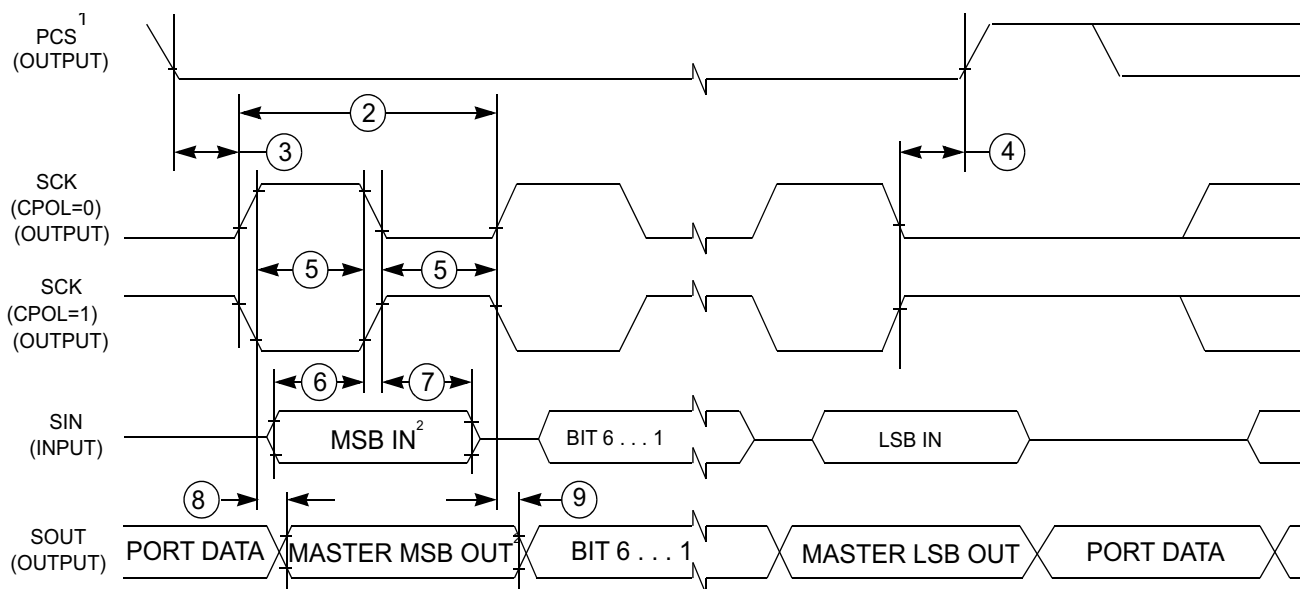 PCS1
(OUTPUT)
2
3
4
SCK
(CPOL=0)
(OUTPUT)
5
5
SCK
(CPOL=1)
(OUTPUT)
6
7
SIN
(INPUT)
MSB IN2
BIT 6 . . . 1
LSB IN
8
9
SOUT
(OUTPUT)
PORT DATA
MASTER MSB OUT2
BIT 6 . . . 1
MASTER LSB OUT
PORT DATA